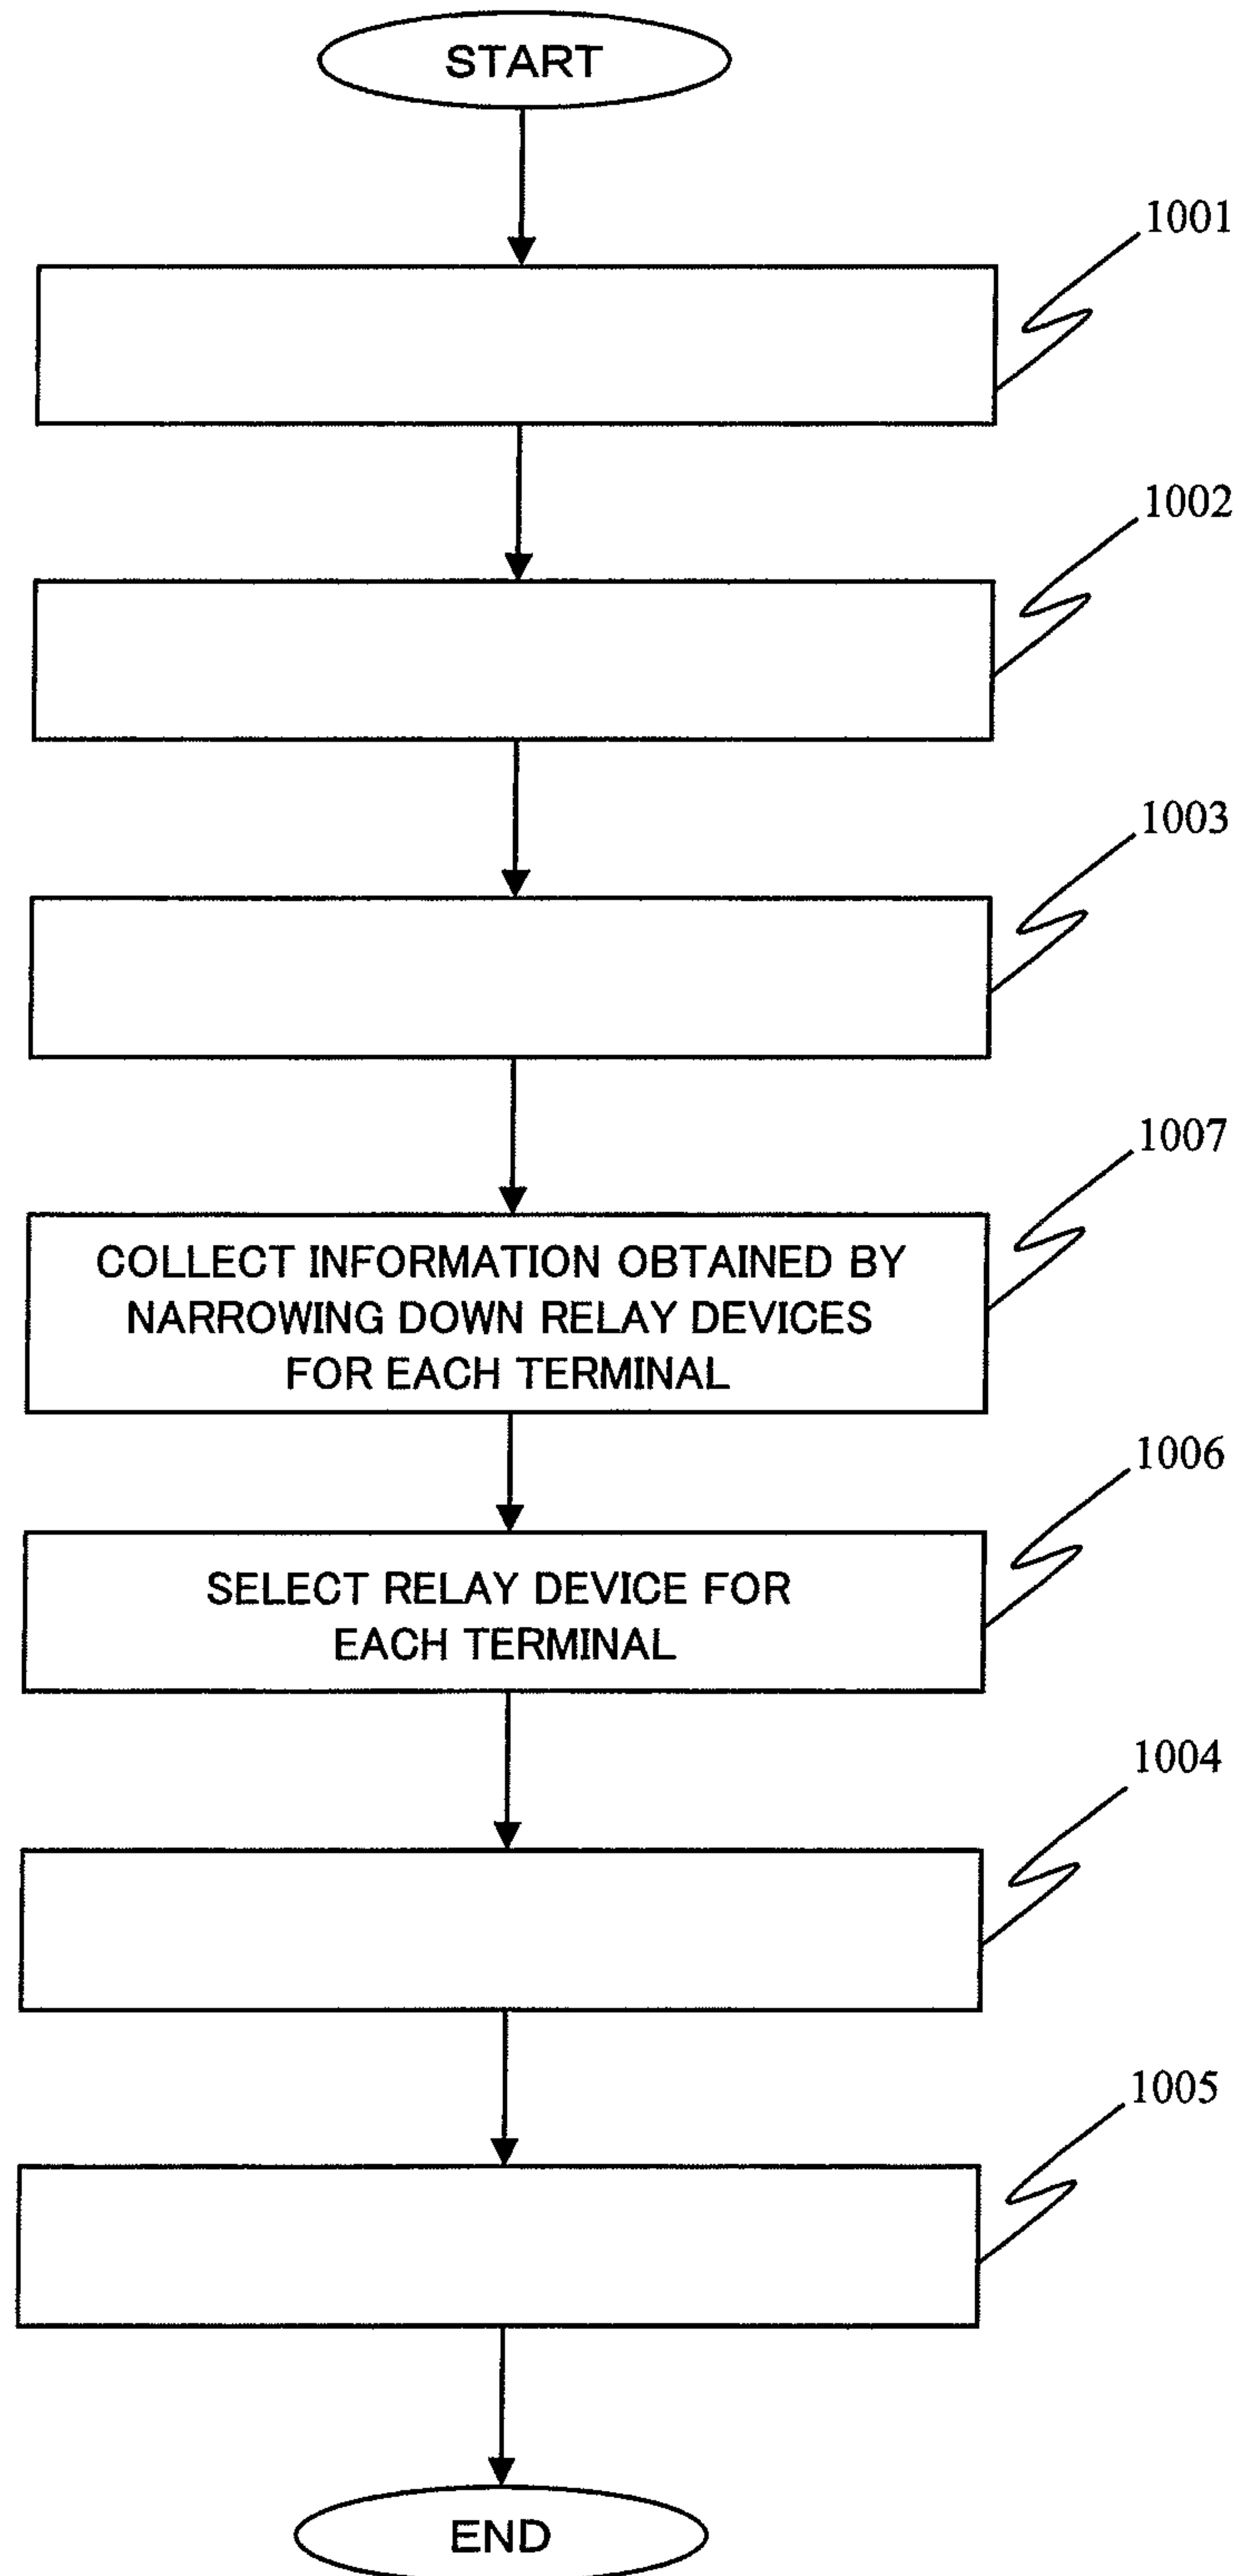 START
1001
1002
1003
1007
COLLECT INFORMATION OBTAINED BY
NARROWING DOWN RELAY DEVICES
FOR EACH TERMINAL
1006
SELECT RELAY DEVICE FOR
EACH TERMINAL
1004
1005
END